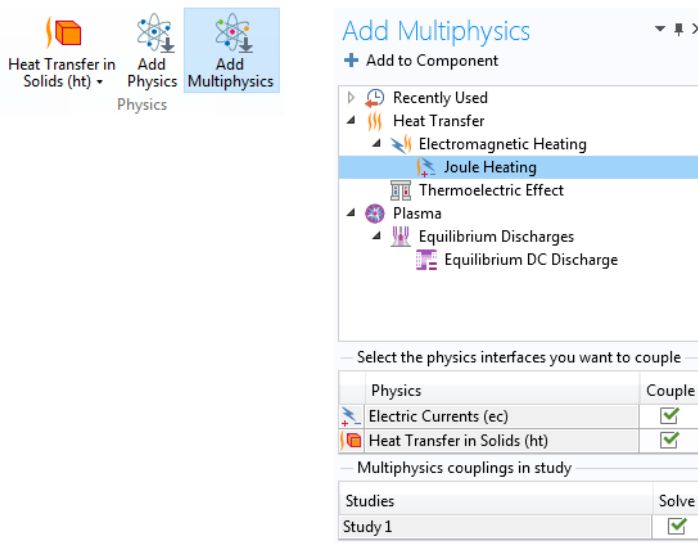 Heat Transfer in
Solids (ht)
Add
Physics
Add
Multiphysics
Physics
Add Multiphysics
Add to Component
Recently Used
Heat Transfer
Electromagnetic Heating
Joule Heating
Thermoelectric Effect
Plasma
Equilibrium Discharges
Equilibrium DC Discharge
Select the physics interfaces you want to couple
Physics Couple
Electric Currents (ec)
Heat Transfer in Solids (ht)
Multiphysics couplings in study
Studies Solve
Study 1